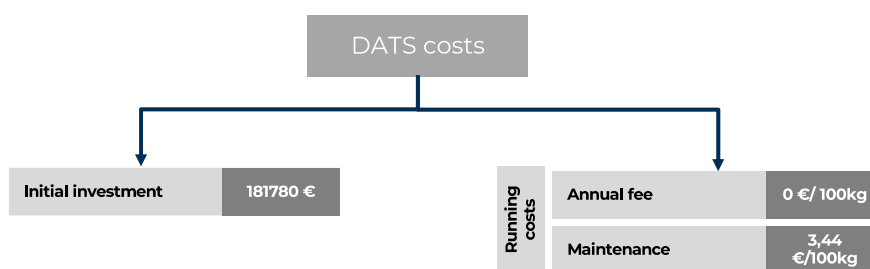 DATS costs
Initial investment
181780 €
Running
costs
Annual fee
0 €/ 100kg
Maintenance
3,44
€/100kg